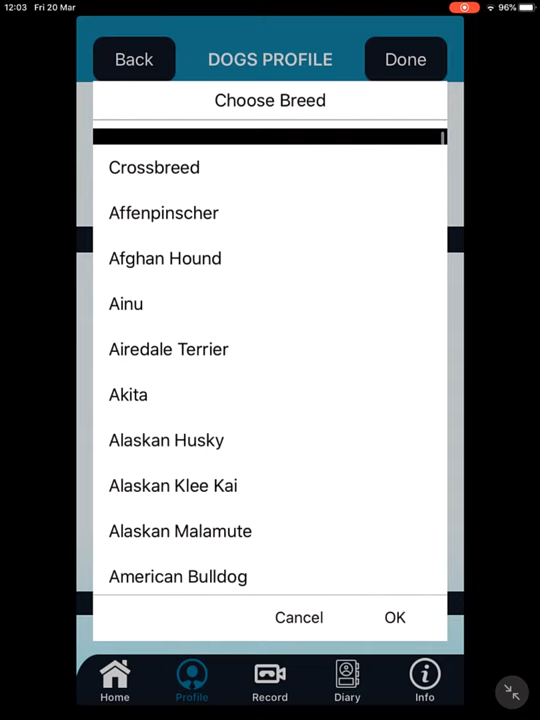 12:03 Fri 20 Mar
96%
Back
DOGS PROFILE
Done
Choose Breed
Crossbreed
Affenpinscher
Afghan Hound
Ainu
Airedale Terrier
Akita
Alaskan Husky
Alaskan Klee Kai
Alaskan Malamute
American Bulldog
Cancel
OK
Home
Profile
Record
Diary
Info